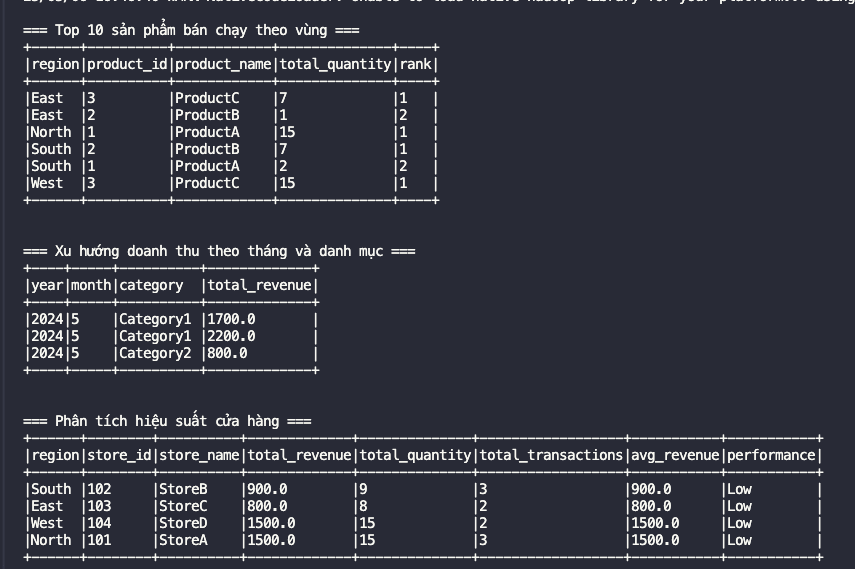 === Top 10 sản phẩm bán chạy theo vùng ===
+------+----------+------------+--------------+----+
|region|product_id|product_name|total_quantity|rank|
+------+----------+------------+--------------+----+
|East  |3         |ProductC    |7             |1   |
|East  |2         |ProductB    |1             |2   |
|North |1         |ProductA    |15            |1   |
|South |2         |ProductB    |7             |1   |
|South |1         |ProductA    |2             |2   |
|West  |3         |ProductC    |15            |1   |
+------+----------+------------+--------------+----+
=== Xu hướng doanh thu theo tháng và danh mục ===
+----+-----+----------+-------------+
|year|month|category  |total_revenue|
+----+-----+----------+-------------+
|2024|5    |Category1 |1700.0       |
|2024|5    |Category1 |2200.0       |
|2024|5    |Category2 |800.0        |
+----+-----+----------+-------------+
=== Phân tích hiệu suất cửa hàng ===
+------+--------+----------+-------------+--------------+------------------+-----------+-----------+
|region|store_id|store_name|total_revenue|total_quantity|total_transactions|avg_revenue|performance|
+------+--------+----------+-------------+--------------+------------------+-----------+-----------+
|South |102     |StoreB    |900.0        |9             |3                 |900.0      |Low        |
|East  |103     |StoreC    |800.0        |8             |2                 |800.0      |Low        |
|West  |104     |StoreD    |1500.0       |15            |2                 |1500.0     |Low        |
|North |101     |StoreA    |1500.0       |15            |3                 |1500.0     |Low        |
+------+--------+----------+-------------+--------------+------------------+-----------+-----------+